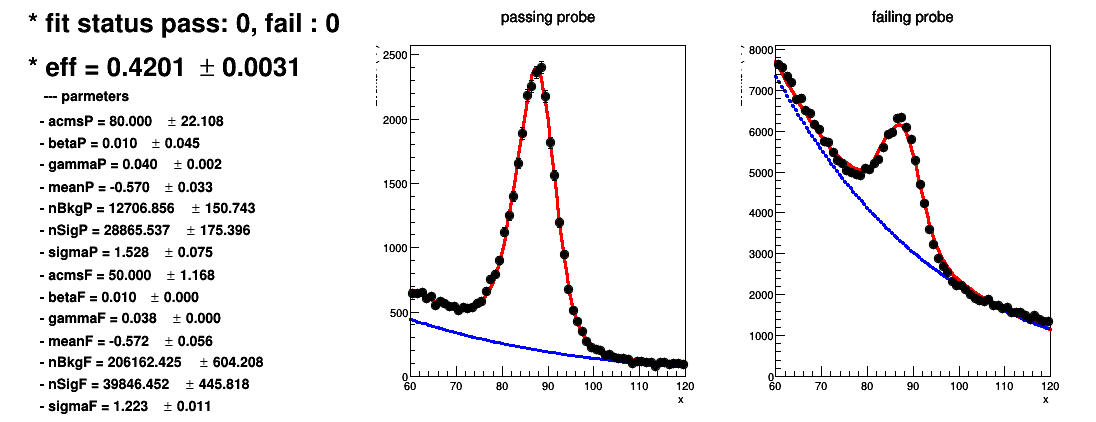 * fit status pass: 0, fail : 0
* eff = 0.4201 ± 0.0031
--- parmeters
- acmsP = 80.000 ± 22.108
- betaP = 0.010 ± 0.045
- gammaP = 0.040 ± 0.002
- meanP = -0.570 ± 0.033
- nBkgP = 12706.856 ± 150.743
- nSigP = 28865.537 ± 175.396
- sigmaP = 1.528 ± 0.075
- acmsF = 50.000 ± 1.168
- betaF = 0.010 ± 0.000
- gammaF = 0.038 ± 0.000
- meanF = -0.572 ± 0.056
- nBkgF = 206162.425 ± 604.208
- nSigF = 39846.452 ± 445.818
- sigmaF = 1.223 ± 0.011
passing probe
2500
2000
1500
1000
500
0
60 70 80 90 100 110 120
x
failing probe
8000
7000
6000
5000
4000
3000
2000
1000
0
60 70 80 90 100 110 120
x